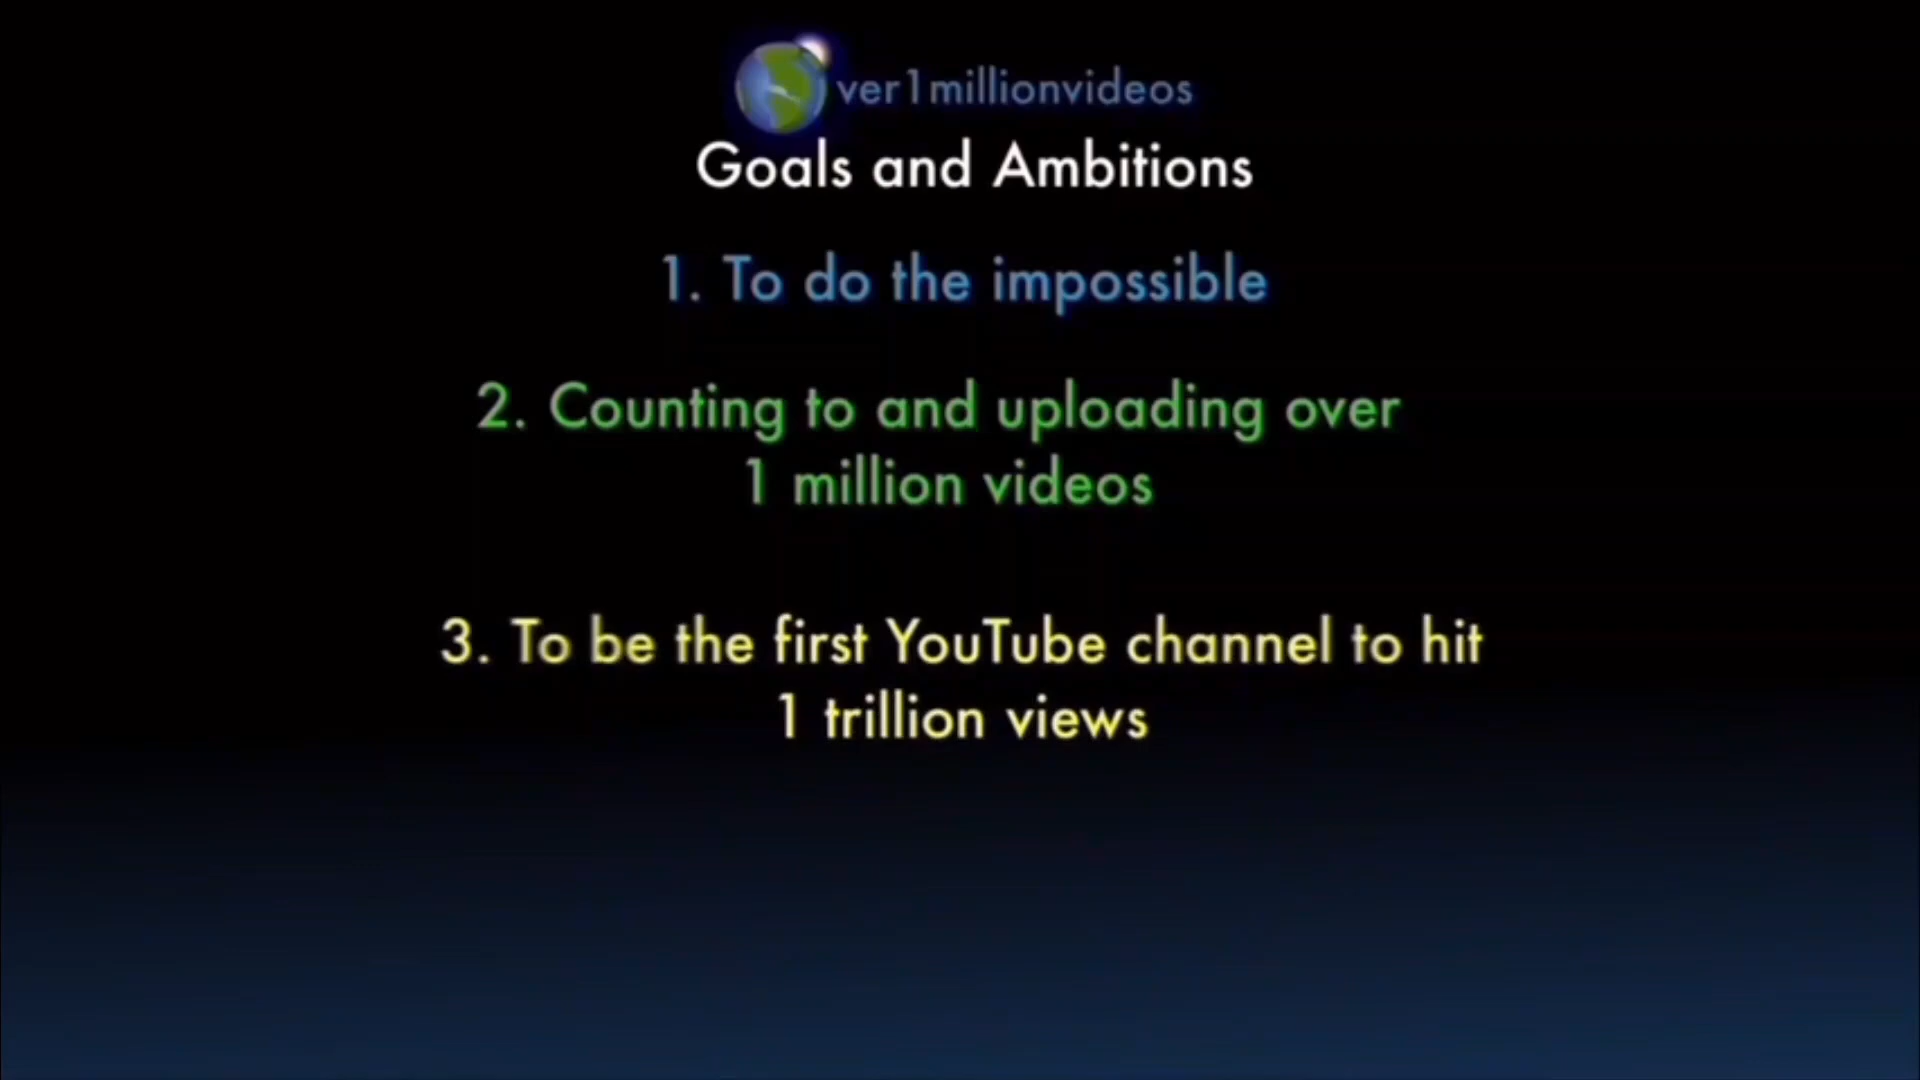 ver1millionvideos
Goals and Ambitions
1. To do the impossible
2. Counting to and uploading over
1 million videos
3. To be the first YouTube channel to hit
1 trillion views